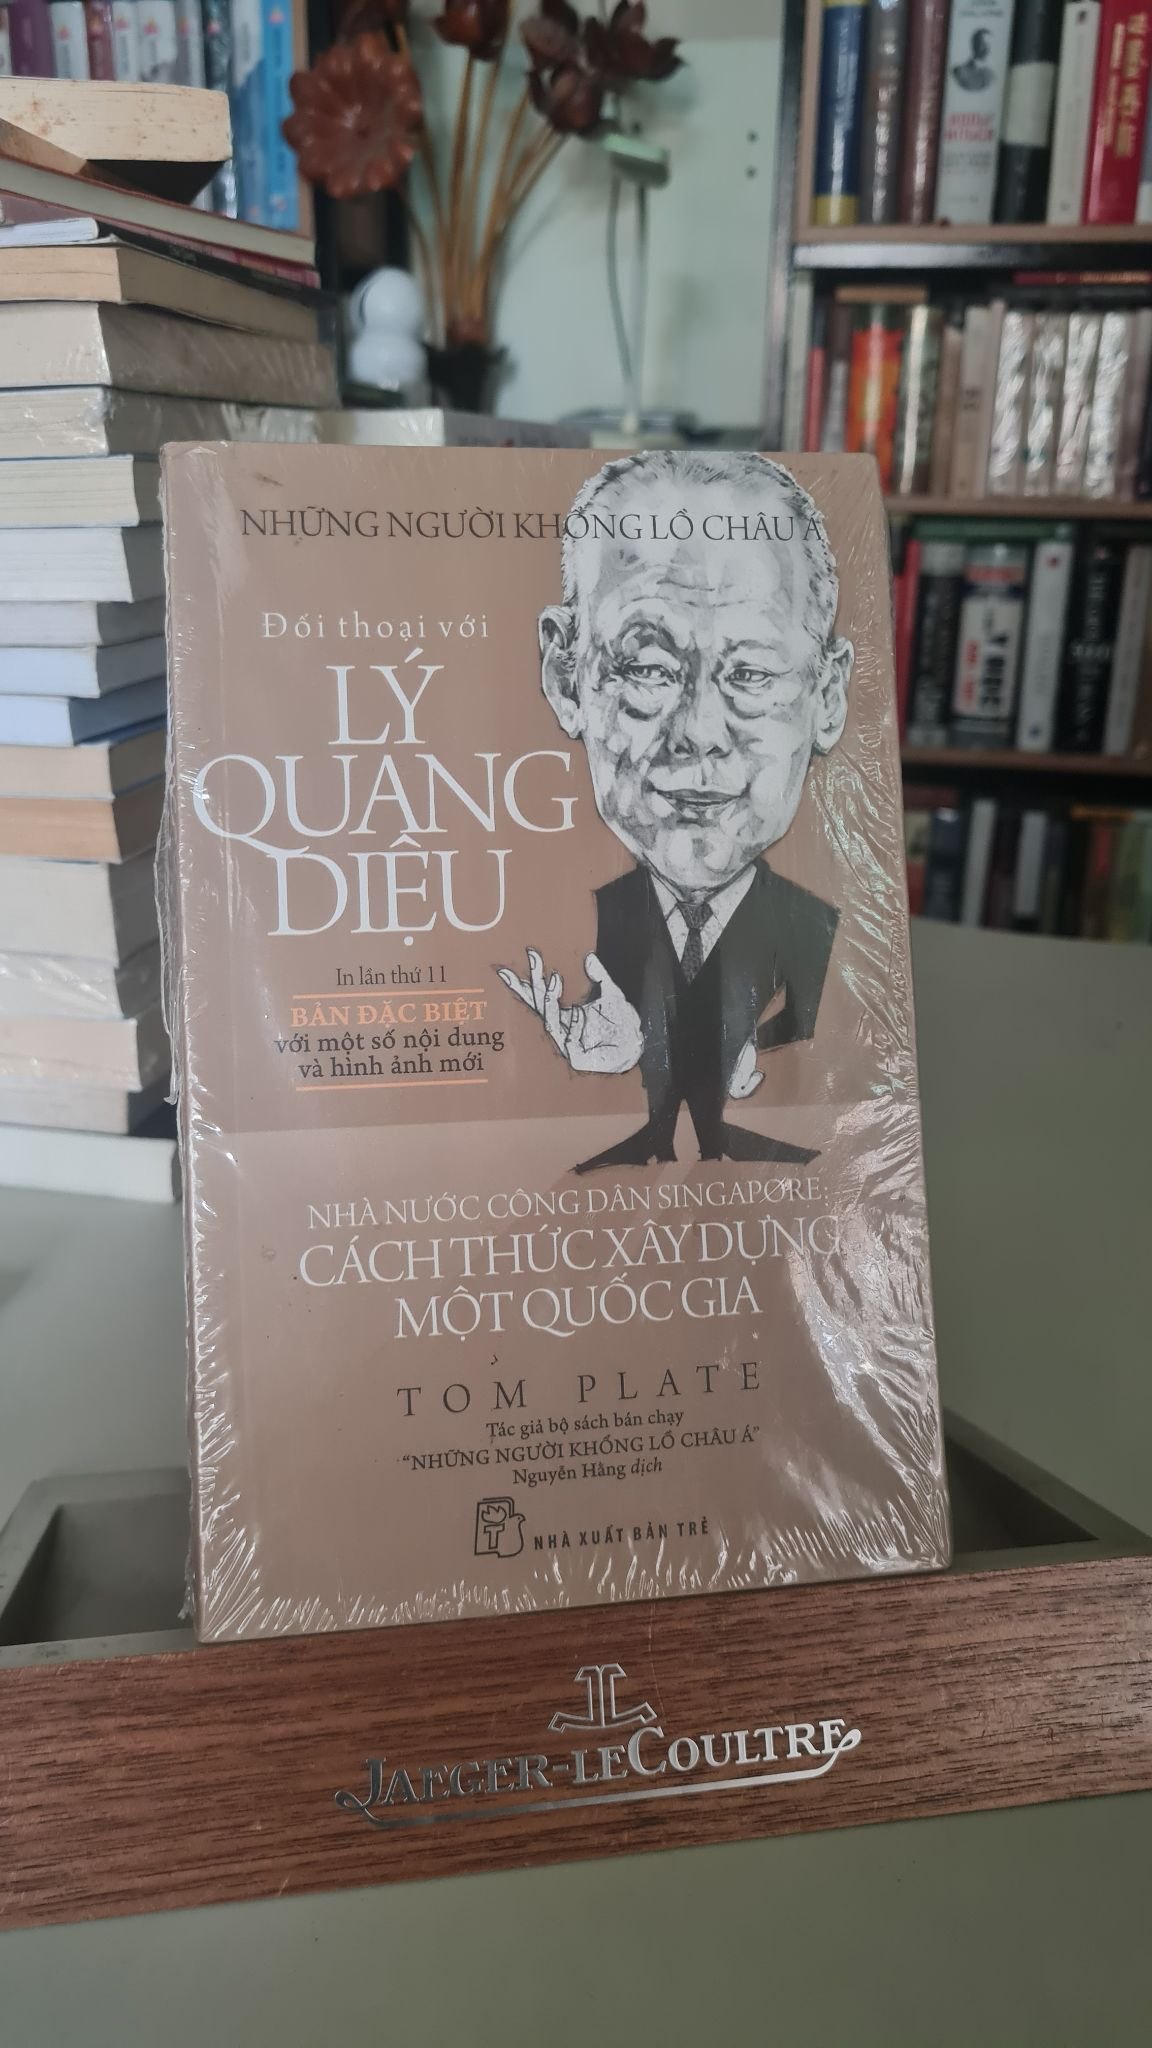 NHỮNG NGƯỜI KHỔNG LỒ CHÂU Á
Đối thoại với
LÝ
QUANG
DIỆU
In lần thứ 11
BẢN ĐẶC BIỆT
với một số nội dung
và hình ảnh mới
NHÀ NƯỚC CÔNG DÂN SINGAPORE:
CÁCH THỨC XÂY DỰNG
MỘT QUỐC GIA
TOM PLATE
Tác giả bộ sách bán chạy
“NHỮNG NGƯỜI KHỔNG LỒ CHÂU Á”
Nguyễn Hằng dịch
T
NHÀ XUẤT BẢN TRẺ
JAEGER-LECOULTRE